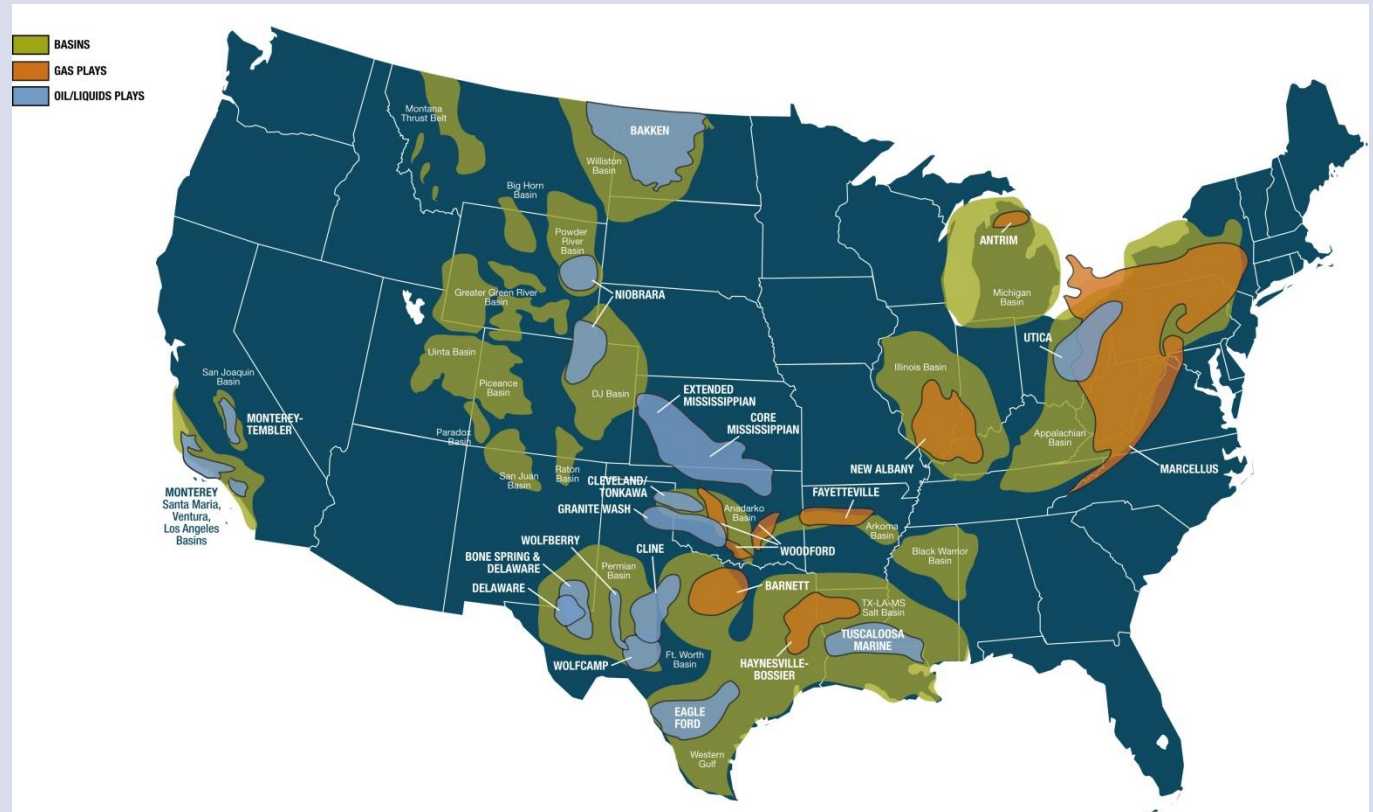 BASINS
GAS PLAYS
OIL/LIQUIDS PLAYS
Montana
Thrust Belt
BAKKEN
Williston
Basin
Big Horn
Basin
Powder
River
Basin
ANTRIM
Michigan
Basin
Greater Green River
Basin
NIOBRARA
UTICA
Uinta Basin
Piceance
Basin
DJ Basin
Illinois Basin
San Joaquin
Basin
MONTEREY-
TEMBLER
EXTENDED
MISSISSIPPIAN
CORE
MISSISSIPPIAN
Paradox
Basin
San Juan
Basin
Raton
Basin
NEW ALBANY
Appalachian
Basin
MARCELLUS
MONTEREY
Santa Maria,
Ventura,
Los Angeles
Basins
CLEVELAND/
TONKAWA
GRANITE WASH
Anadarko
Basin
FAYETTEVILLE
Arkoma
Basin
WOODFORD
WOLFBERRY
CLINE
BONE SPRING &
DELAWARE
DELAWARE
Permian
Basin
BARNETT
Black Warrior
Basin
TX-LA-MS
Salt Basin
TUSCALOOSA
MARINE
WOLFCAMP
Ft. Worth
Basin
HAYNESVILLE-
BOSSIER
EAGLE
FORD
Western
Gulf